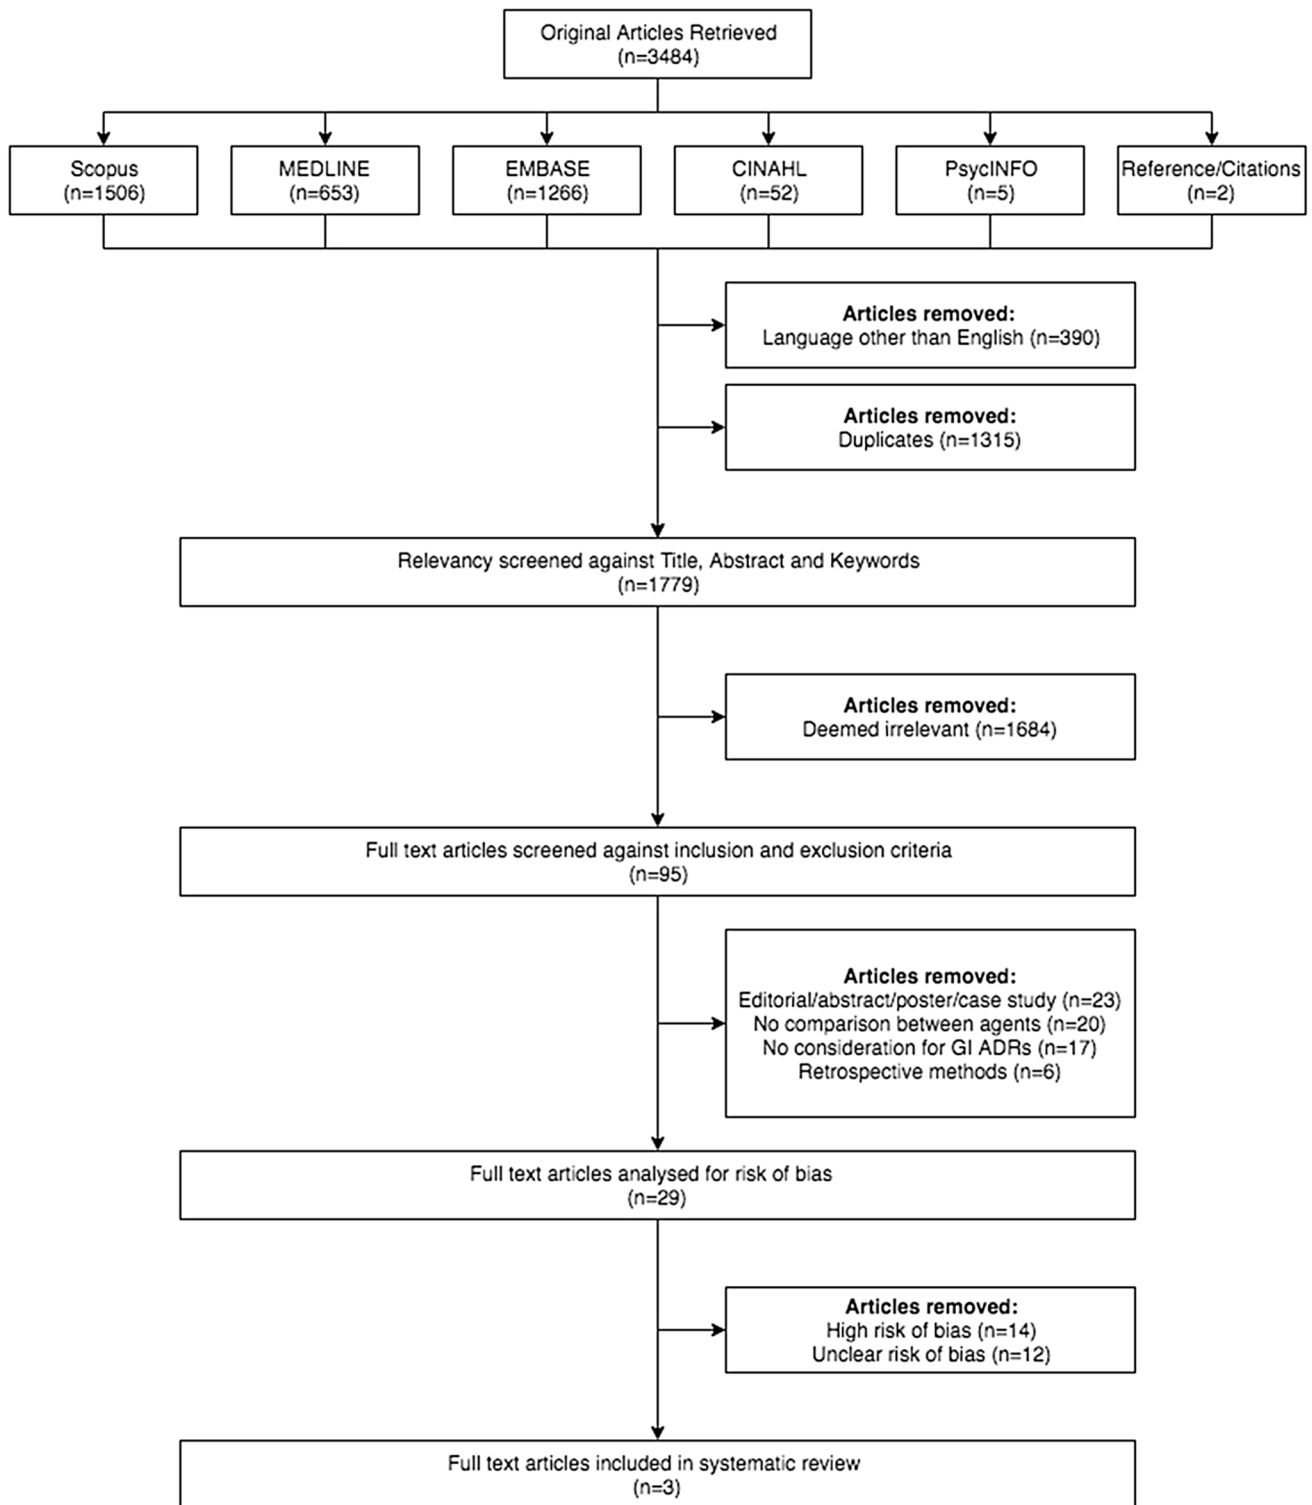 Original Articles Retrieved
(n=3484)
Scopus
(n=1506)
MEDLINE
(n=653)
EMBASE
(n=1266)
CINAHL
(n=52)
PsycINFO
(n=5)
Reference/Citations
(n=2)
Articles removed:
Language other than English (n=390)
Articles removed:
Duplicates (n=1315)
Relevancy screened against Title, Abstract and Keywords
(n=1779)
Articles removed:
Deemed irrelevant (n=1684)
Full text articles screened against inclusion and exclusion criteria
(n=95)
Articles removed:
Editorial/abstract/poster/case study (n=23)
No comparison between agents (n=20)
No consideration for GI ADRs (n=17)
Retrospective methods (n=6)
Full text articles analysed for risk of bias
(n=29)
Articles removed:
High risk of bias (n=14)
Unclear risk of bias (n=12)
Full text articles included in systematic review
(n=3)